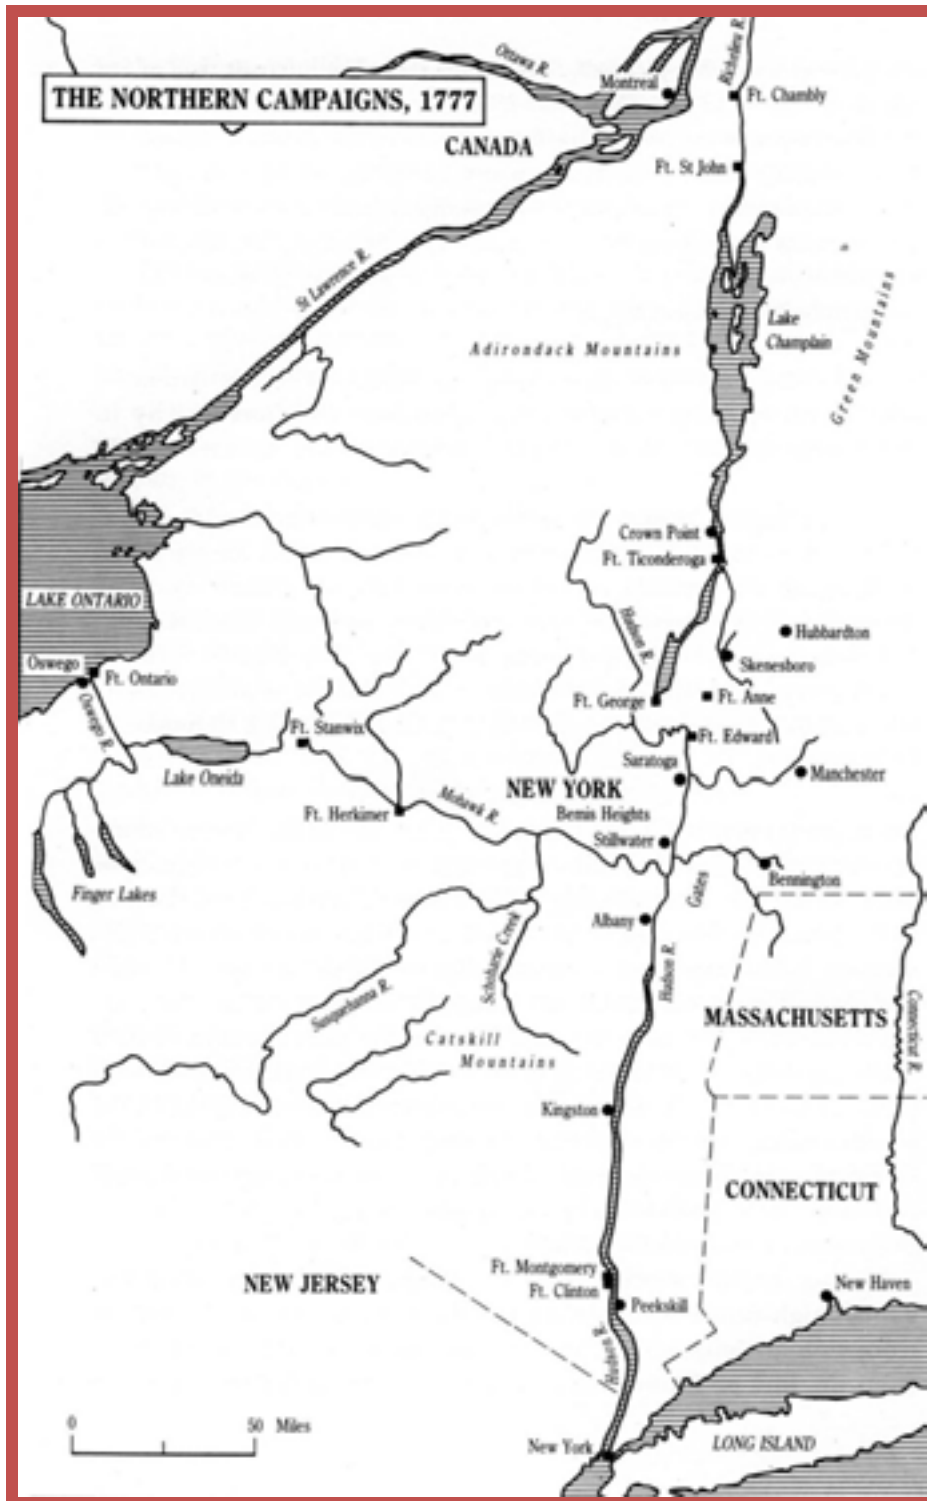 Ottawa R.
Richelieu R.
Montreal
THE NORTHERN CAMPAIGNS, 1777
Ft. Chambly
CANADA
Ft. St John
St Lawrence R.
Lake
Champlain
Adirondack Mountains
Green Mountains
Crown Point
Ft. Ticonderoga
LAKE ONTARIO
Hudson R.
Hubbardton
Oswego
Skenesboro
Ft. Ontario
Ft. George
Ft. Anne
Oswego R.
Ft. Stanwix
Ft. Edward
Saratoga
Lake Oneida
Manchester
NEW YORK
Mohawk R.
Ft. Herkimer
Bemis Heights
Stillwater
Finger Lakes
Gates
Bennington
Albany
Schoharie Creek
Hudson R.
Susquehanna R.
MASSACHUSETTS
Connecticut R.
Catskill
Mountains
Kingston
CONNECTICUT
Ft. Montgomery
NEW JERSEY
Ft. Clinton
New Haven
Peekskill
Hudson R.
0 50 Miles
New York
LONG ISLAND